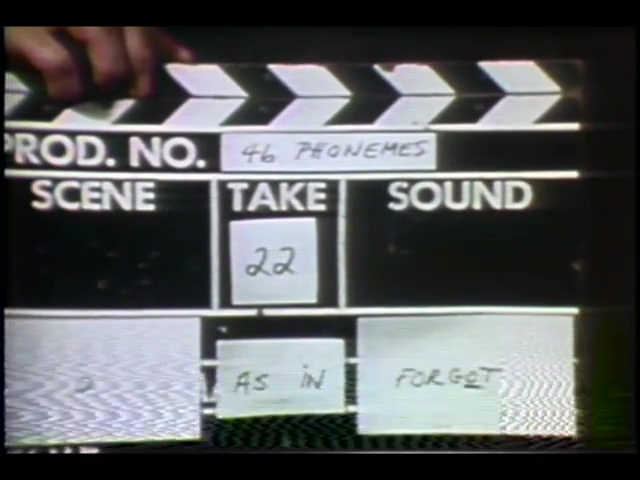 PROD. NO. 46 PHONEMES
SCENE TAKE SOUND
22
AS IN FORGOT